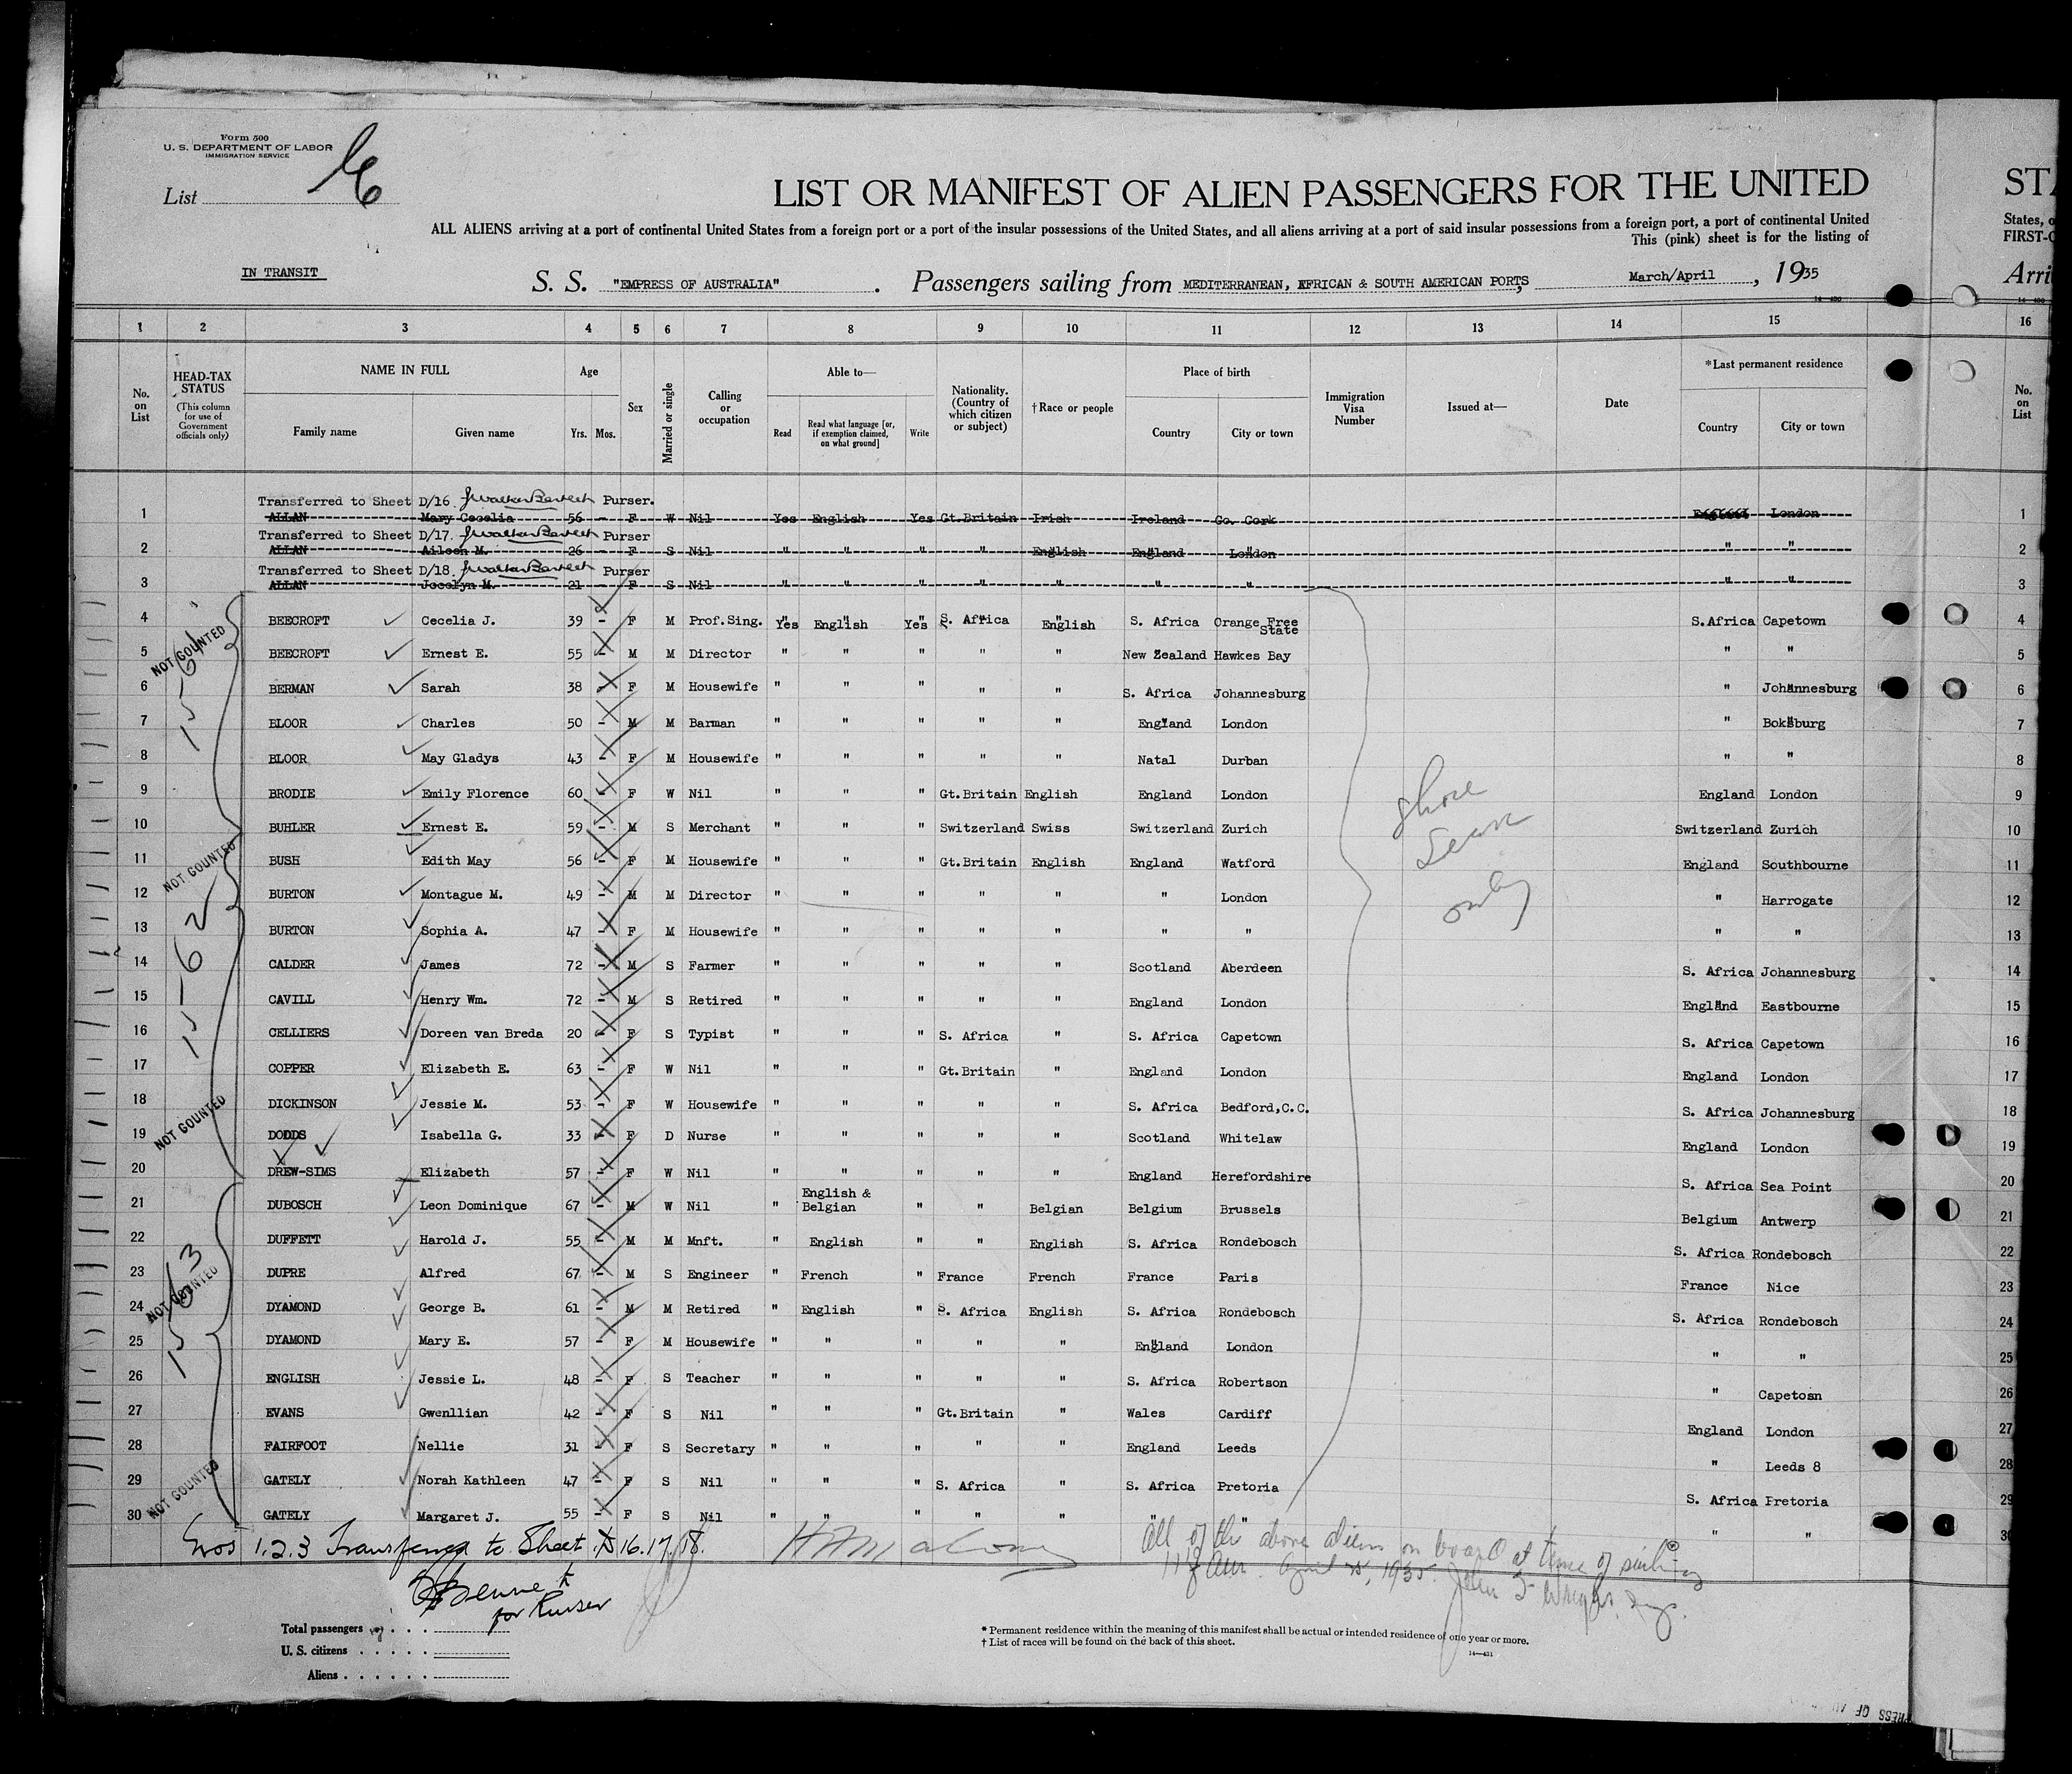 Form 500
U. S. DEPARTMENT OF LABOR
IMMIGRATION SERVICE
List
LIST OR MANIFEST OF ALIEN PASSENGERS FOR THE UNITED
STA
ALL ALIENS arriving at a port of continental United States from a foreign port or a port of the insular possessions of the United States, and all aliens arriving at a port of said insular possessions from a foreign port, a port of continental United
States, o
This (pink) sheet is for the listing of
FIRST-C
IN TRANSIT S. S. "EMPRESS OF AUSTRALIA". Passengers sailing from MEDITERRANEAN, AFRICAN & SOUTH AMERICAN PORTS, March/April, 1935
Arri
1 2 3 4 5 6 7 8 9 10 11 12 13 14 15 16
No. on List HEAD-TAX STATUS (This column for use of Government officials only) NAME IN FULL Family name Given name Age Yrs. Mos. Sex Married or single Calling or occupation Able to— Read Read what language [or, if exemption claimed, on what ground] Write Nationality. (Country of which citizen or subject) †Race or people Place of birth Country City or town Immigration Visa Number Issued at— Date *Last permanent residence Country City or town No. on List
Transferred to Sheet D/16. Purser.
1 ALLAN Mary Cecelia 56 - F W Nil Yes English Yes Gt.Britain Irish Ireland Co. Cork England London 1
Transferred to Sheet D/17. Purser
2 ALLAN Aileen M. 26 - F S Nil " " " " English England London " " 2
Transferred to Sheet D/18. Purser
3 ALLAN Jocelyn M. 21 - F S Nil " " " " " " " " " 3
4 BEECROFT Cecelia J. 39 - F M Prof.Sing. Yes English Yes S. Africa English S. Africa Orange Free State S.Africa Capetown 4
5 BEECROFT Ernest E. 55 - M M Director " " " " " New Zealand Hawkes Bay " " 5
6 BERMAN Sarah 38 - F M Housewife " " " " " S. Africa Johannesburg " Johannesburg 6
7 BLOOR Charles 50 - M M Barman " " " " " England London " Boksburg 7
8 BLOOR May Gladys 43 - F M Housewife " " " " " Natal Durban " " 8
9 BRODIE Emily Florence 60 - F W Nil " " " Gt.Britain English England London England London 9
10 BUHLER Ernest E. 59 - M S Merchant " " " Switzerland Swiss Switzerland Zurich Switzerland Zurich 10
11 BUSH Edith May 56 - F M Housewife " " " Gt.Britain English England Watford England Southbourne 11
12 BURTON Montague M. 49 - M M Director " " " " " " London " Harrogate 12
13 BURTON Sophia A. 47 - F M Housewife " " " " " " " " " 13
14 CALDER James 72 - M S Farmer " " " " " Scotland Aberdeen S. Africa Johannesburg 14
15 CAVILL Henry Wm. 72 - M S Retired " " " " " England London England Eastbourne 15
16 CELLIERS Doreen van Breda 20 - F S Typist " " " S. Africa " S. Africa Capetown S. Africa Capetown 16
17 COPPER Elizabeth E. 63 - F W Nil " " " Gt.Britain " England London England London 17
18 DICKINSON Jessie M. 53 - F W Housewife " " " " " S. Africa Bedford,C.C. S. Africa Johannesburg 18
19 DODDS Isabella G. 33 - F D Nurse " " " " " Scotland Whitelaw England London 19
20 DREW-SIMS Elizabeth 57 - F W Nil " " " " " England Herefordshire S. Africa Sea Point 20
21 DUBOSCH Leon Dominique 67 - M W Nil " English & Belgian " " Belgian Belgium Brussels Belgium Antwerp 21
22 DUFFETT Harold J. 55 - M M Mnft. " English " " English S. Africa Rondebosch S. Africa Rondebosch 22
23 DUPRE Alfred 67 - M S Engineer " French " France French France Paris France Nice 23
24 DYAMOND George B. 61 - M M Retired " English " S. Africa English S. Africa Rondebosch S. Africa Rondebosch 24
25 DYAMOND Mary E. 57 - F M Housewife " " " " " England London " " 25
26 ENGLISH Jessie L. 48 - F S Teacher " " " " " S. Africa Robertson " Capetosn 26
27 EVANS Gwenllian 42 - F S Nil " " " Gt.Britain " Wales Cardiff England London 27
28 FAIRFOOT Nellie 31 - F S Secretary " " " " " England Leeds " Leeds 8 28
29 GATELY Norah Kathleen 47 - F S Nil " " " S. Africa " S. Africa Pretoria S. Africa Pretoria 29
30 GATELY Margaret J. 55 - F S Nil " " " " " " " " " 30
NOT COUNTED
15-61
NOT COUNTED
15-62
NOT COUNTED
15-63
NOT COUNTED
NOT COUNTED
Shore
Leave
only
Nos 1.2.3 Transferred to Sheet D 16.17.18.
for Purser
All of the above aliens on board at time of sailing
April 25, 1935. John
Total passengers
U. S. citizens
Aliens
* Permanent residence within the meaning of this manifest shall be actual or intended residence of one year or more.
† List of races will be found on the back of this sheet.
14—431